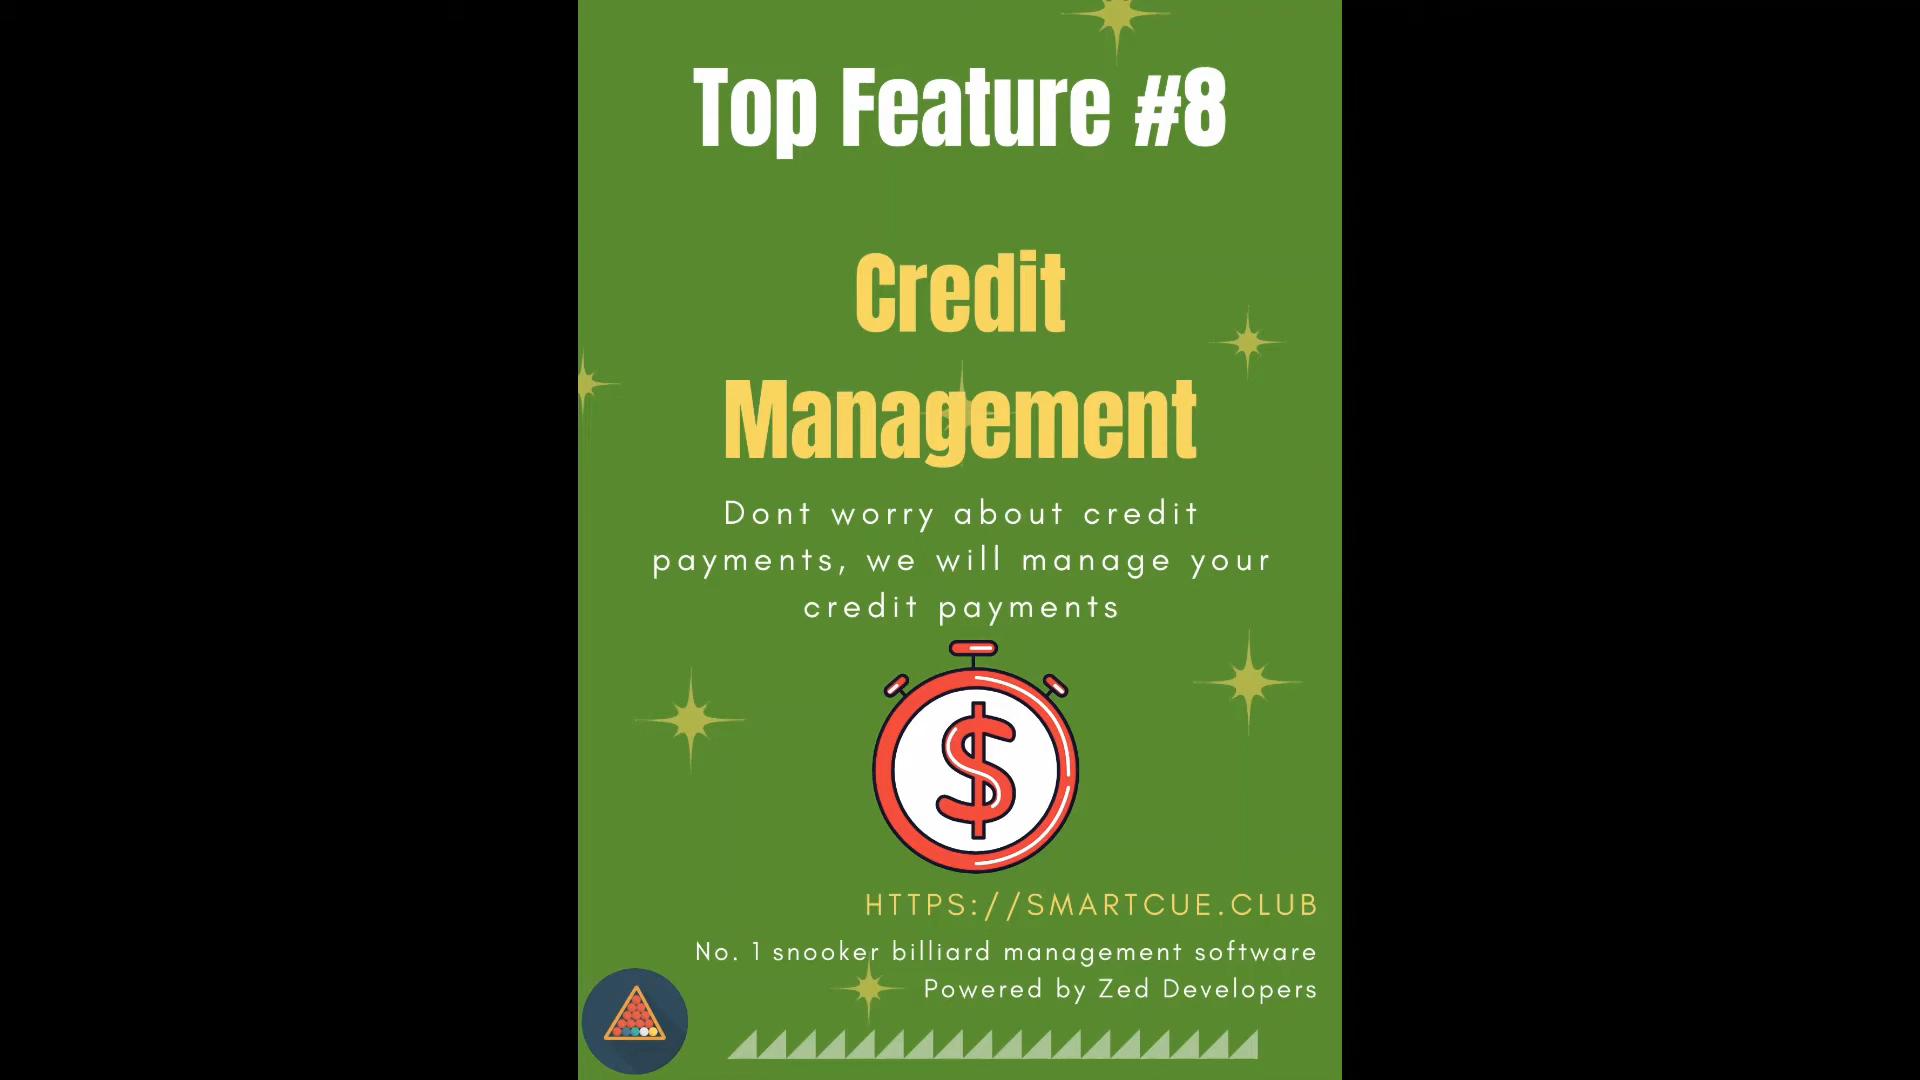 Top Feature #8
Credit
Management
Dont worry about credit
payments, we will manage your
credit payments
$
HTTPS://SMARTCUE.CLUB
No. 1 snooker billiard management software
Powered by Zed Developers